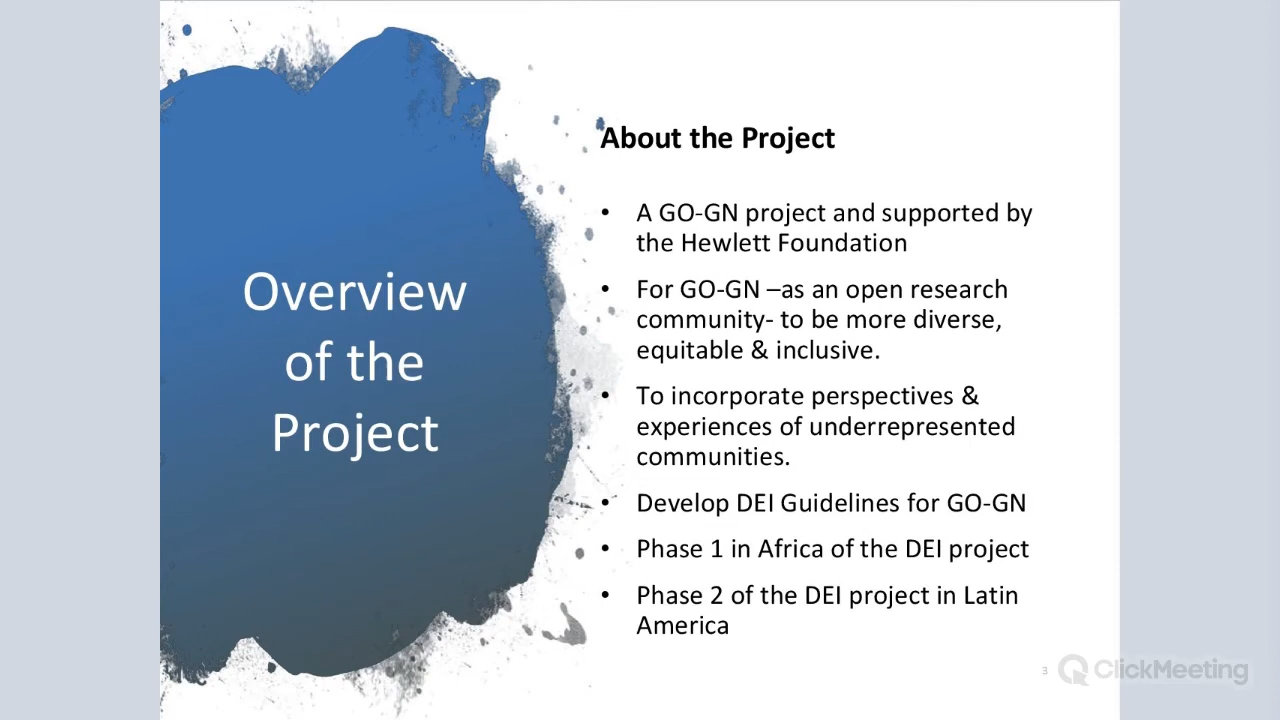 Overview
of the
Project
About the Project
• A GO-GN project and supported by
the Hewlett Foundation
• For GO-GN –as an open research
community- to be more diverse,
equitable & inclusive.
• To incorporate perspectives &
experiences of underrepresented
communities.
• Develop DEI Guidelines for GO-GN
• Phase 1 in Africa of the DEI project
• Phase 2 of the DEI project in Latin
America
3
ClickMeeting